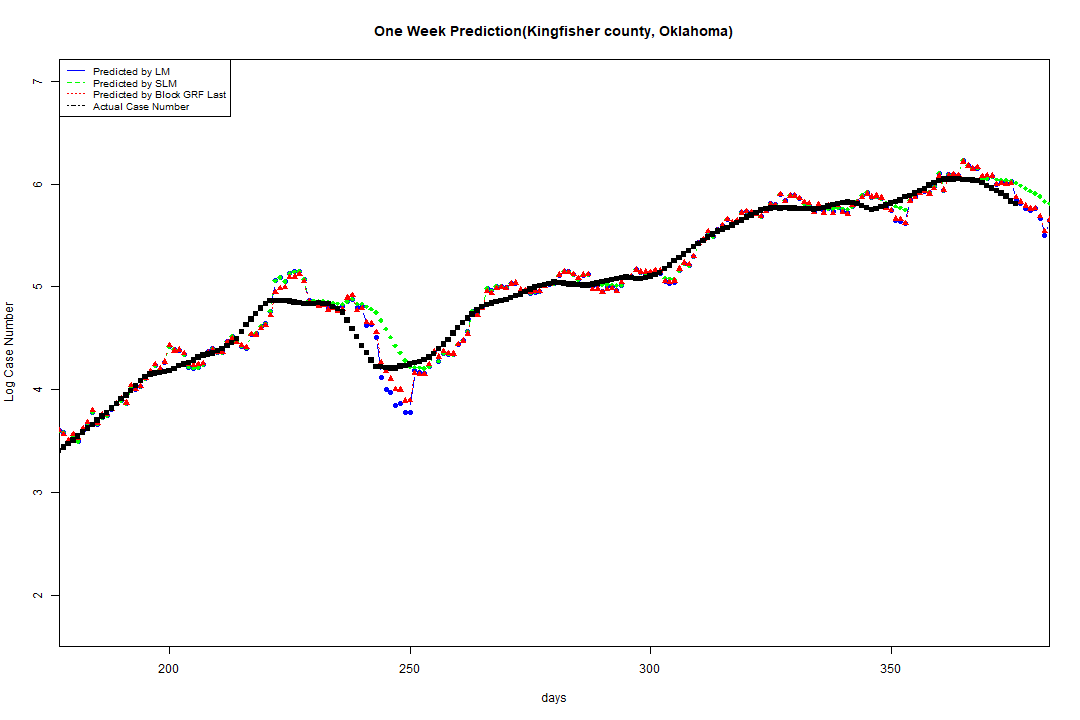 One Week Prediction(Kingfisher county, Oklahoma)
Predicted by LM
Predicted by SLM
Predicted by Block GRF Last
Actual Case Number
7
6
5
4
3
2
Log Case Number
200 250 300 350
days